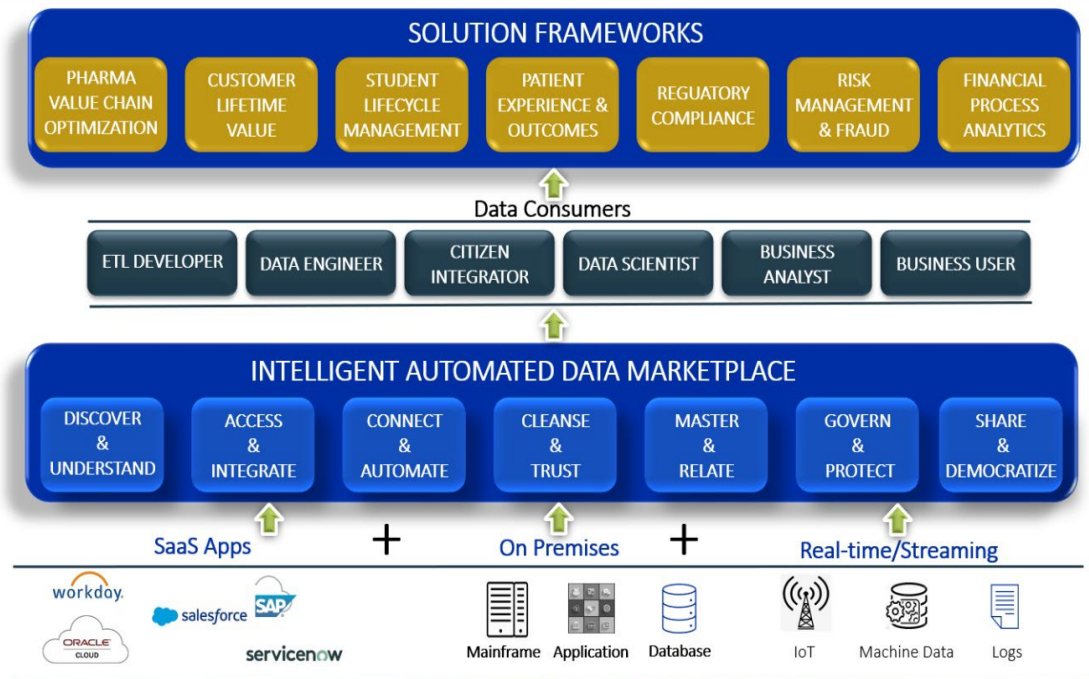 SOLUTION FRAMEWORKS
PHARMA
VALUE CHAIN
OPTIMIZATION
CUSTOMER
LIFETIME
VALUE
STUDENT
LIFECYCLE
MANAGEMENT
PATIENT
EXPERIENCE &
OUTCOMES
REGUATORY
COMPLIANCE
RISK
MANAGEMENT
& FRAUD
FINANCIAL
PROCESS
ANALYTICS
Data Consumers
ETL DEVELOPER
DATA ENGINEER
CITIZEN
INTEGRATOR
DATA SCIENTIST
BUSINESS
ANALYST
BUSINESS USER
INTELLIGENT AUTOMATED DATA MARKETPLACE
DISCOVER
&
UNDERSTAND
ACCESS
&
INTEGRATE
CONNECT
&
AUTOMATE
CLEANSE
&
TRUST
MASTER
&
RELATE
GOVERN
&
PROTECT
SHARE
&
DEMOCRATIZE
SaaS Apps
+
On Premises
+
Real-time/Streaming
workday.
salesforce
SAP
ORACLE
CLOUD
servicenow
Mainframe
Application
Database
IoT
Machine Data
Logs